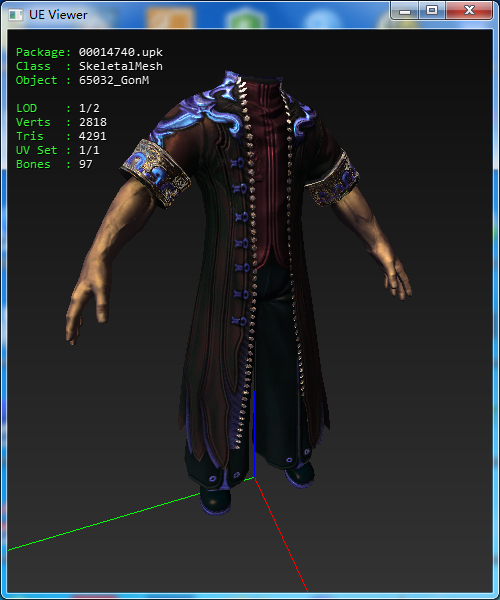 UE Viewer
Package: 00014740.upk
Class : SkeletalMesh
Object : 65032_GonM
LOD : 1/2
Verts : 2818
Tris : 4291
UV Set : 1/1
Bones : 97